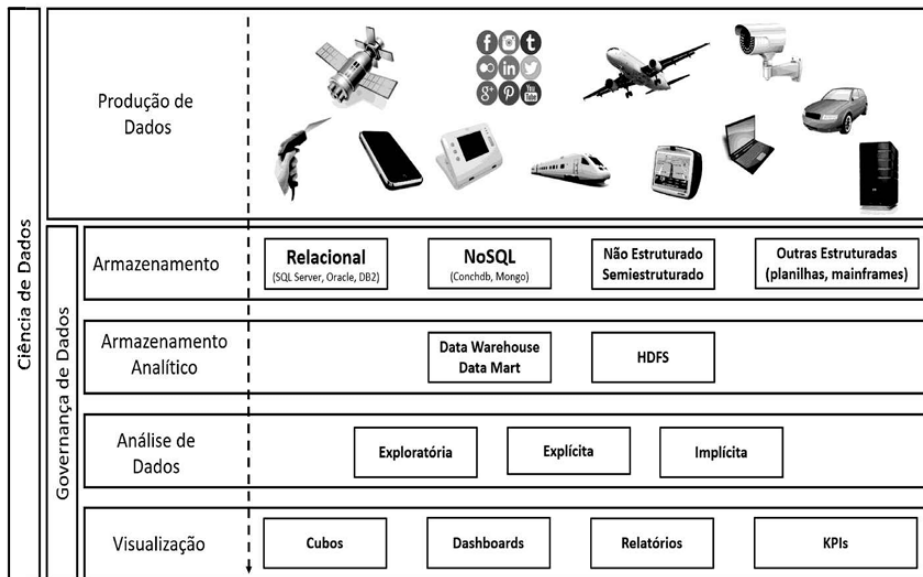 Ciência de Dados
Produção de
Dados
Governança de Dados
Armazenamento
Relacional
(SQL Server, Oracle, DB2)
NoSQL
(Conchdb, Mongo)
Não Estruturado
Semiestruturado
Outras Estruturadas
(planilhas, mainframes)
Armazenamento
Analítico
Data Warehouse
Data Mart
HDFS
Análise de
Dados
Exploratória
Explícita
Implícita
Visualização
Cubos
Dashboards
Relatórios
KPIs